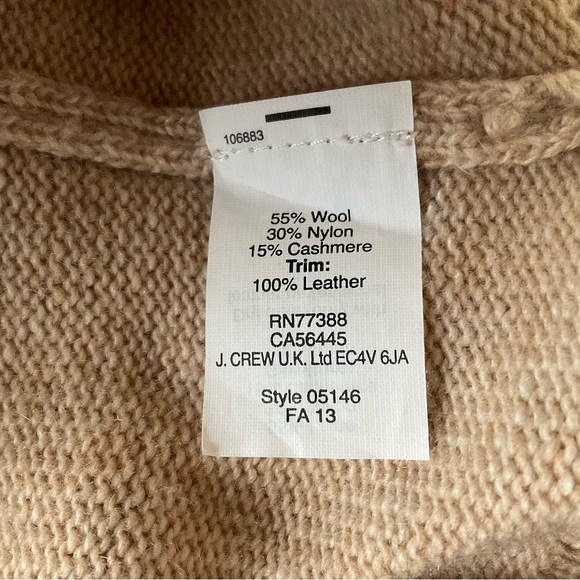 106883
55% Wool
30% Nylon
15% Cashmere
Trim:
100% Leather
RN77388
CA56445
J. CREW U.K. Ltd EC4V 6JA
Style 05146
FA 13